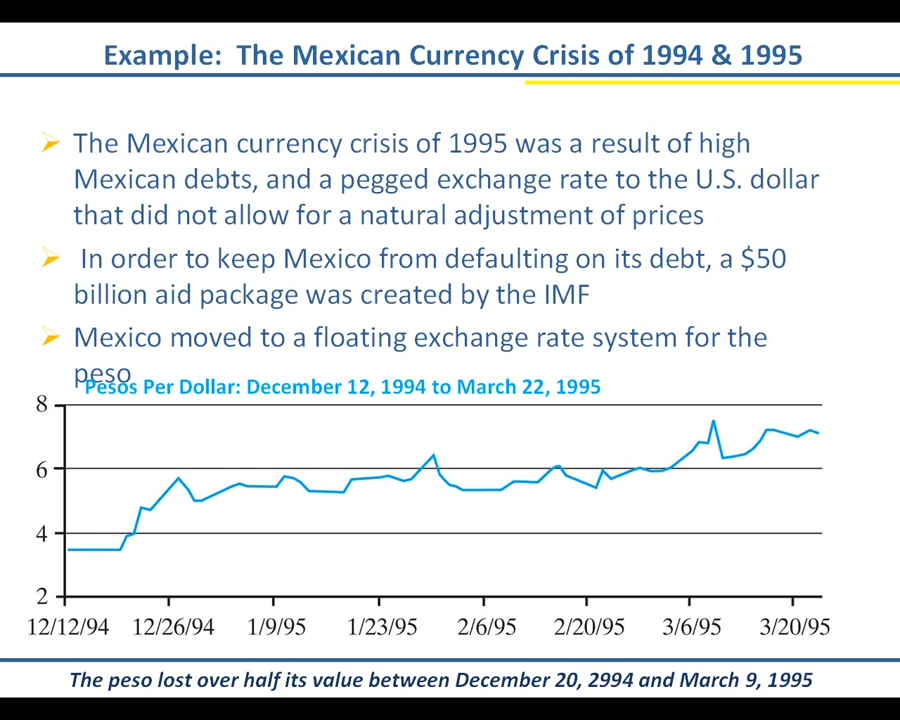 Example:  The Mexican Currency Crisis of 1994 & 1995
The Mexican currency crisis of 1995 was a result of high
Mexican debts, and a pegged exchange rate to the U.S. dollar
that did not allow for a natural adjustment of prices
In order to keep Mexico from defaulting on its debt, a $50
billion aid package was created by the IMF
Mexico moved to a floating exchange rate system for the
peso
Pesos Per Dollar: December 12, 1994 to March 22, 1995
8
6
4
2
12/12/94 12/26/94 1/9/95 1/23/95 2/6/95 2/20/95 3/6/95 3/20/95
The peso lost over half its value between December 20, 2994 and March 9, 1995